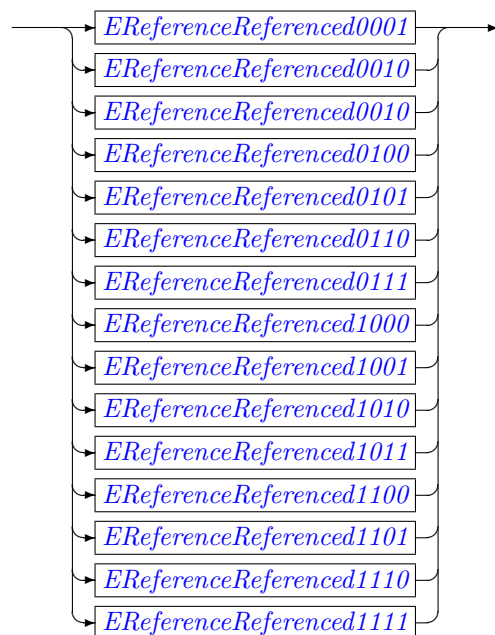 EReferenceReferenced0001
EReferenceReferenced0010
EReferenceReferenced0010
EReferenceReferenced0100
EReferenceReferenced0101
EReferenceReferenced0110
EReferenceReferenced0111
EReferenceReferenced1000
EReferenceReferenced1001
EReferenceReferenced1010
EReferenceReferenced1011
EReferenceReferenced1100
EReferenceReferenced1101
EReferenceReferenced1110
EReferenceReferenced1111